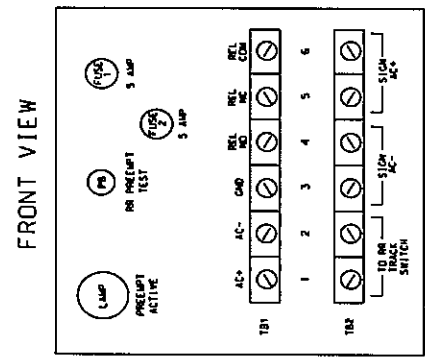 FRONT VIEW
LAMP
PREEMPT
ACTIVE
PB
RR PREEMPT
TEST
FUSE
1
5 AMP
FUSE
2
5 AMP
AC+ AC- GND REL NO REL NC REL COM
TB1
1 2 3 4 5 6
TB2
TO RR
TRACK
SWITCH
SIGN
AC-
SIGN
AC+